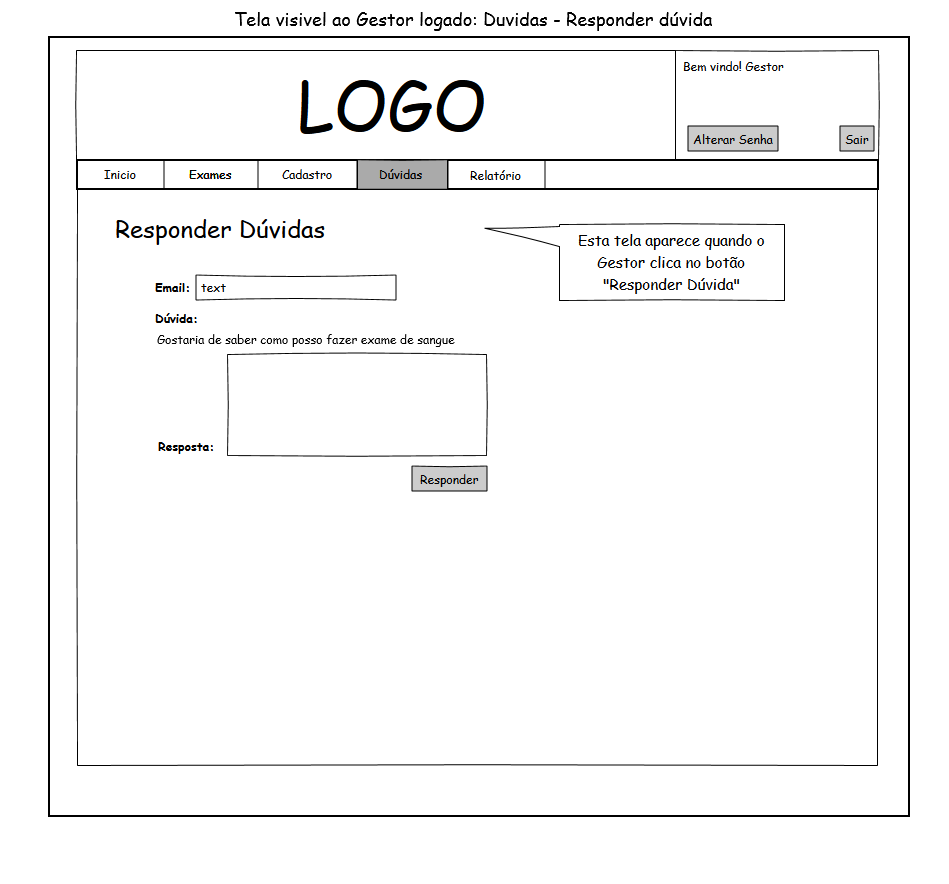 Tela visivel ao Gestor logado: Duvidas - Responder dúvida
LOGO
Bem vindo! Gestor
Alterar Senha
Sair
Inicio
Exames
Cadastro
Dúvidas
Relatório
Responder Dúvidas
Esta tela aparece quando o
Gestor clica no botão
"Responder Dúvida"
Email:
text
Dúvida:
Gostaria de saber como posso fazer exame de sangue
Resposta:
Responder